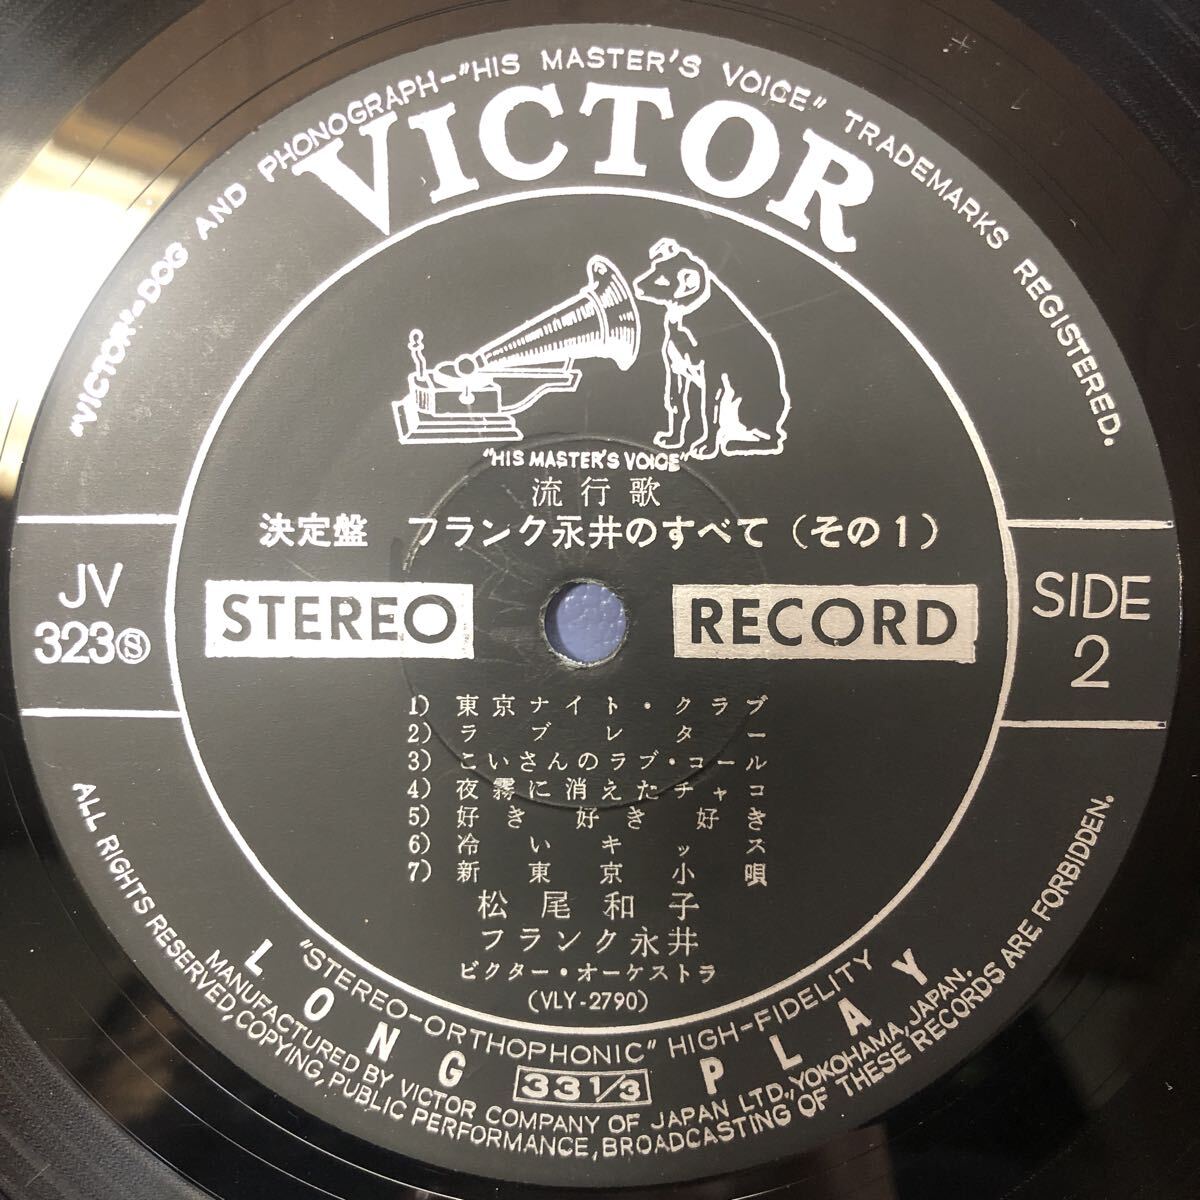 "VICTOR"-DOG AND PHONOGRAPH-"HIS MASTER'S VOICE" TRADEMARKS REGISTERED.
VICTOR
"HIS MASTER'S VOICE"
流行歌
決定盤 フランク永井のすべて（その1）
JV
323Ⓢ
STEREO RECORD
SIDE
2
1) 東京ナイト・クラブ
2) ラブレター
3) こいさんのラブ・コール
4) 夜霧に消えたチャコ
5) 好き 好き 好き
6) 冷いキッス
7) 新東京小唄
松尾和子
フランク永井
ビクター・オーケストラ
(VLY-2790)
"STEREO-ORTHOPHONIC" HIGH-FIDELITY
LONG 33 1/3 PLAY
MANUFACTURED BY VICTOR COMPANY OF JAPAN LTD., YOKOHAMA, JAPAN.
ALL RIGHTS RESERVED, COPYING, PUBLIC PERFORMANCE, BROADCASTING OF THESE RECORDS ARE FORBIDDEN.